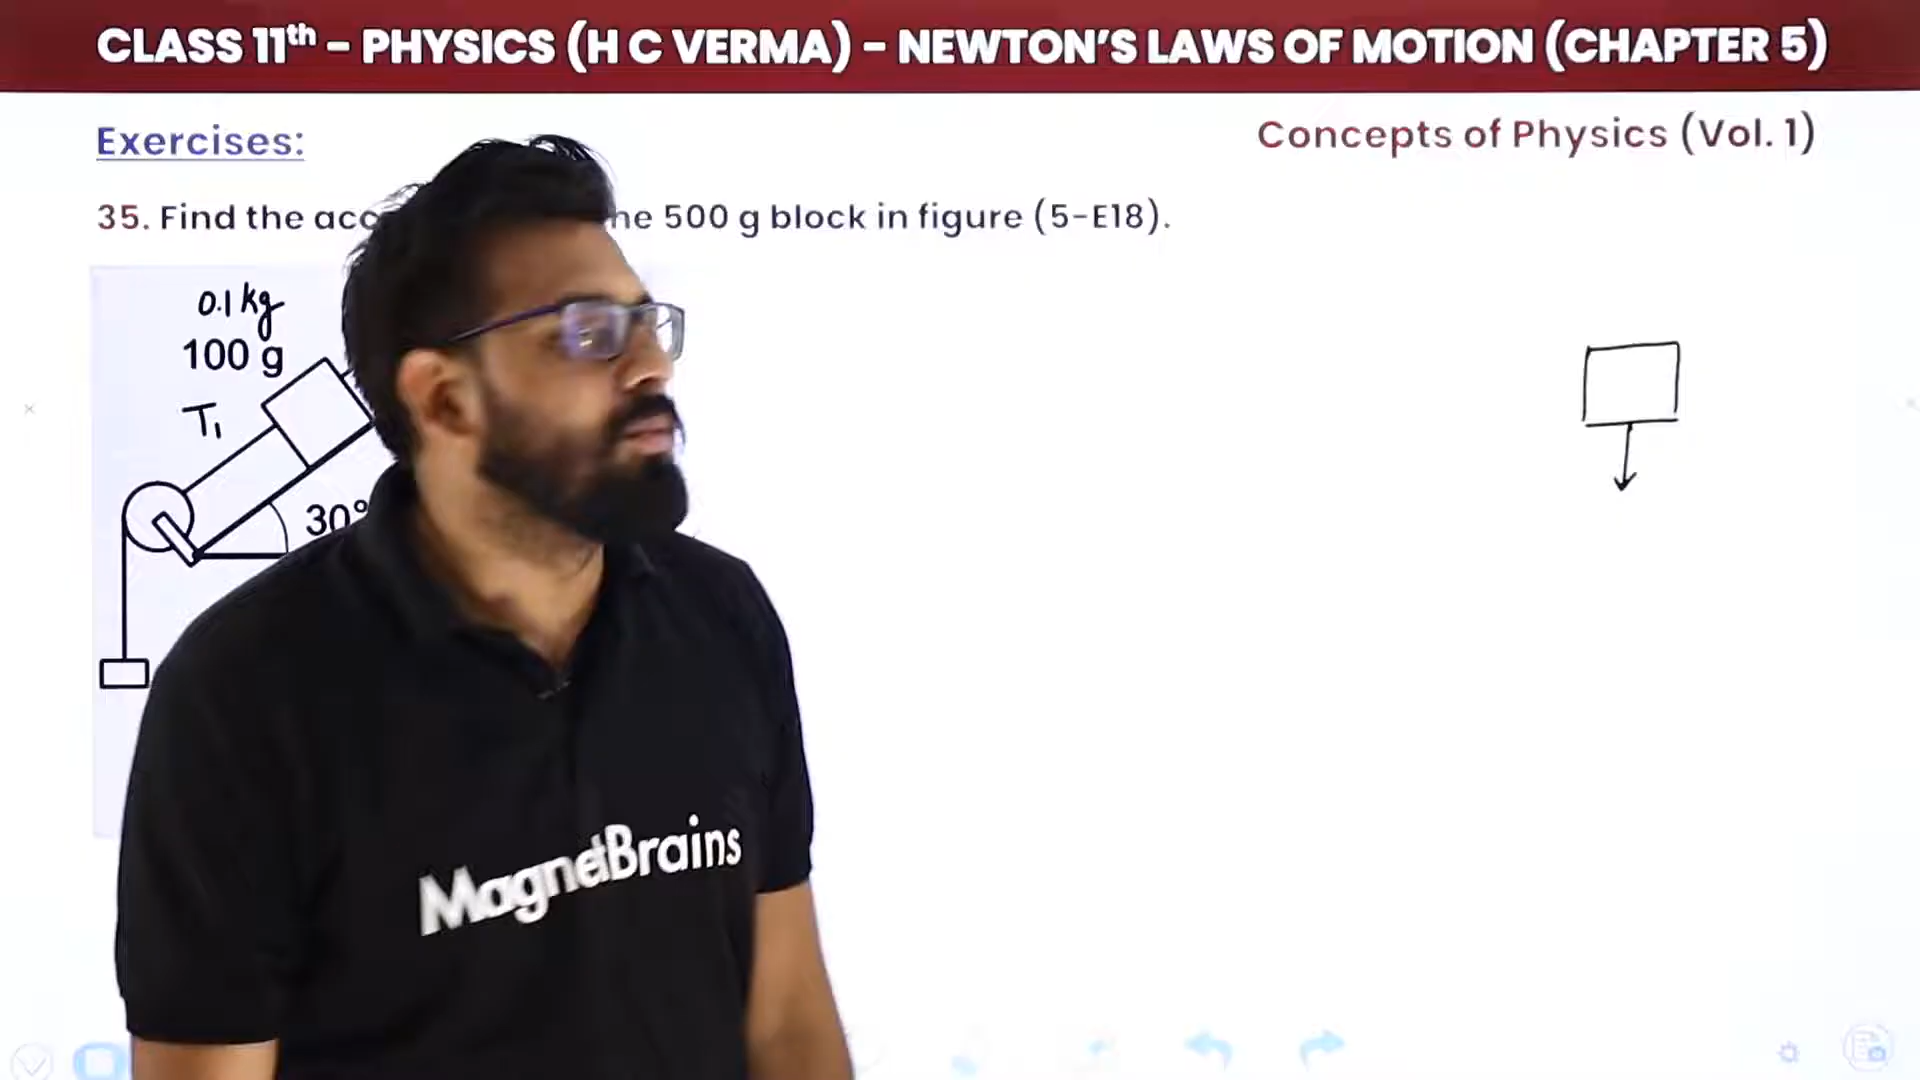 CLASS 11th – PHYSICS (H C VERMA) – NEWTON'S LAWS OF MOTION (CHAPTER 5)
Exercises:
Concepts of Physics (Vol. 1)
35. Find the he 500 g block in figure (5-E18).
0.1 kg
100 g
T₁
30°
MagnetBrains